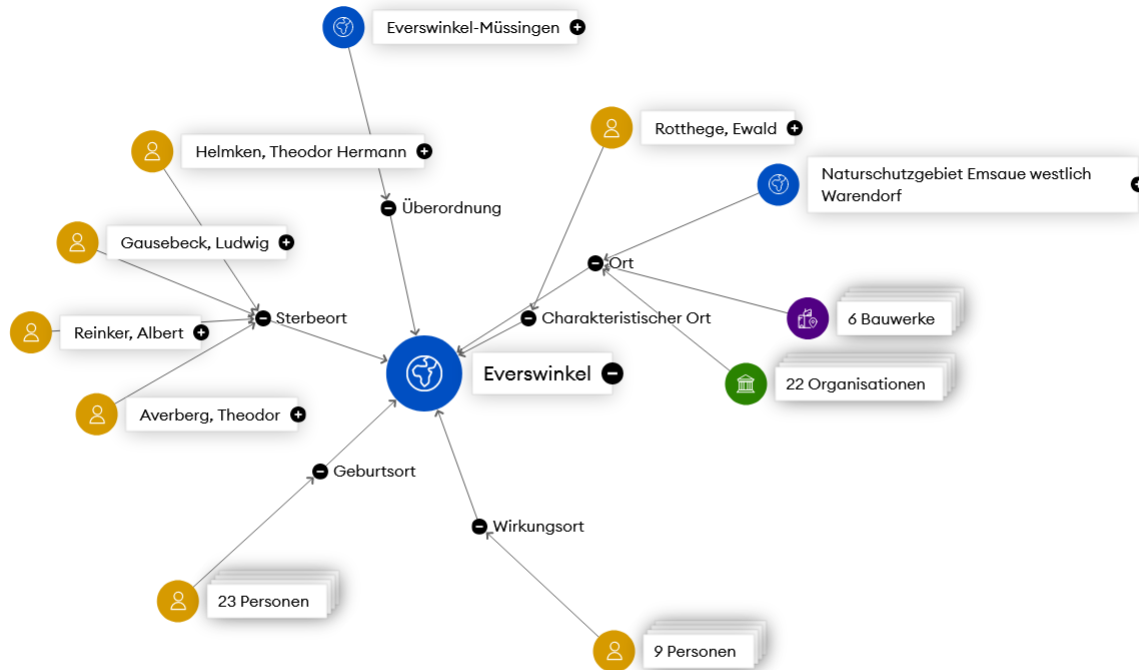 Everswinkel-Müssingen
Rotthege, Ewald
Helmken, Theodor Hermann
Naturschutzgebiet Emsaue westlich
Warendorf
Überordnung
Gausebeck, Ludwig
Ort
Sterbeort
Charakteristischer Ort
6 Bauwerke
Reinker, Albert
Everswinkel
22 Organisationen
Averberg, Theodor
Geburtsort
Wirkungsort
23 Personen
9 Personen